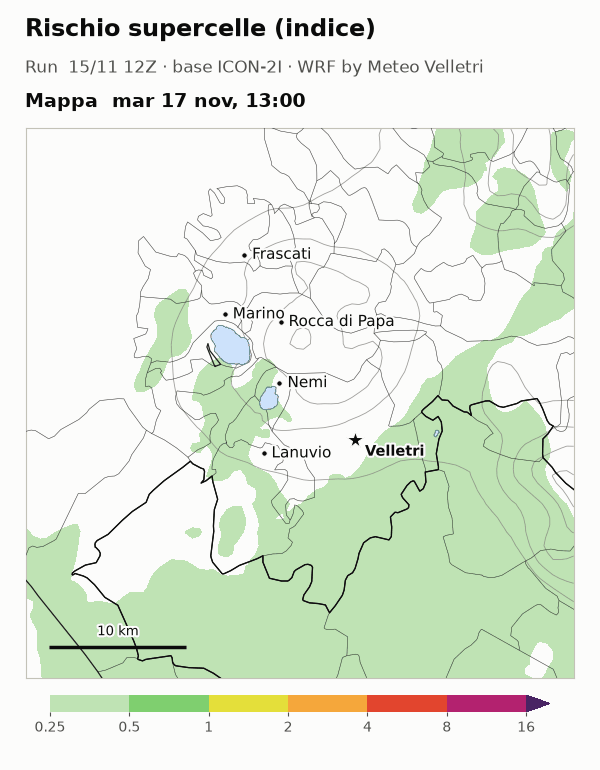 Rischio supercelle (indice)
Run 15/11 12Z · base ICON-2I · WRF by Meteo Velletri
Mappa mar 17 nov, 13:00
Frascati
Marino
Rocca di Papa
Nemi
Velletri
Lanuvio
10 km
0.25 0.5 1 2 4 8 16